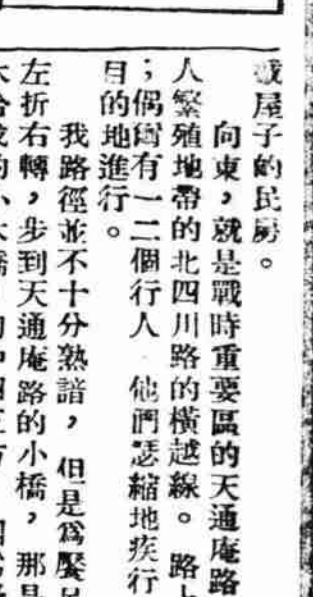 屋子的民房。
向東,就是戰時重要區的天通庵路
人繁殖地帶的北四川路的橫越線。路上
;偶爾有一二個行人 他們瑟縮地疾行
目的地進行。
我路徑並不十分熟諳,但是爲
左折右轉,步到天通庵路的小橋,那是